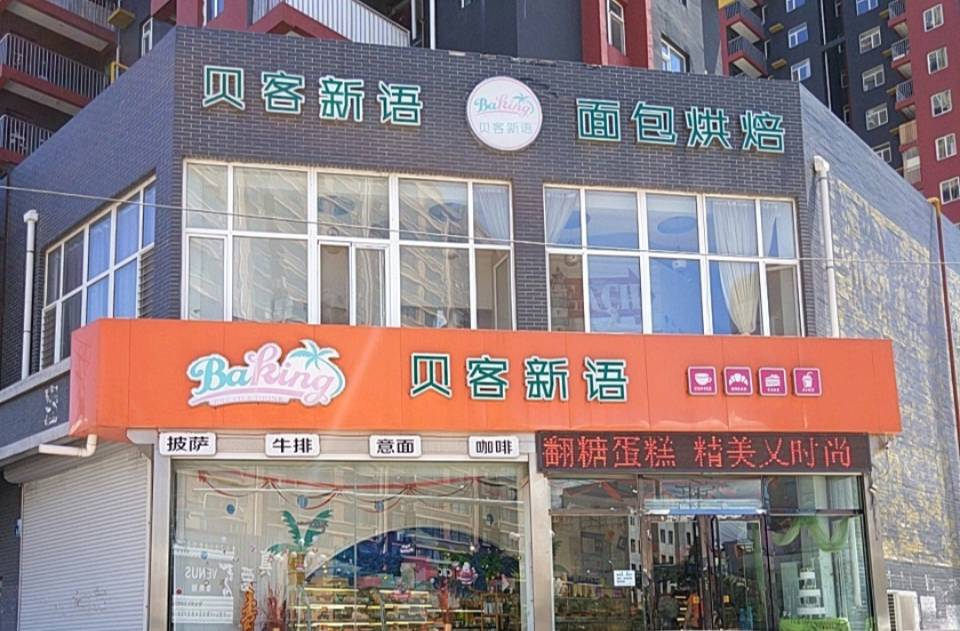 贝客新语
Baking
贝客新语
面包烘焙
Baking
贝客新语
披萨
牛排
意面
咖啡
翻糖蛋糕 精美又时尚
VENUS